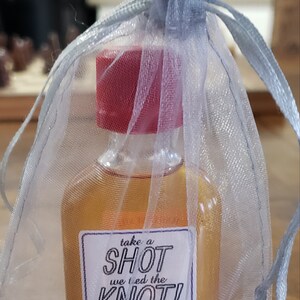 take a
SHOT
we tied the
KNOT!